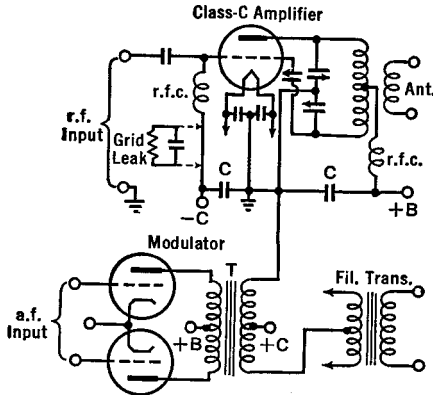 Class-C Amplifier
r.f.c.
Ant.
r.f.
Input
Grid
Leak
r.f.c.
C
C
-C
+B
Modulator
T
Fil. Trans.
a.f.
Input
+B
+C